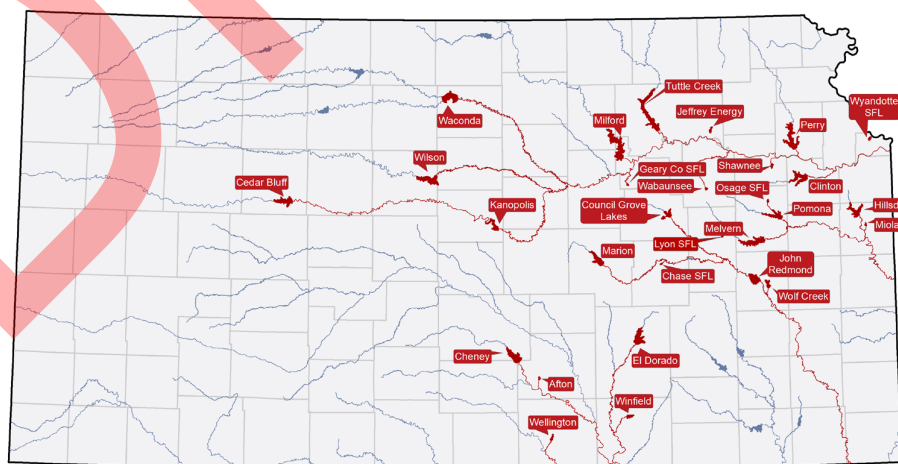 Tuttle Creek
Wyandotte
SFL
Jeffrey Energy
Waconda
Milford
Perry
Wilson
Geary Co SFL
Shawnee
Cedar Bluff
Wabaunsee
Osage SFL
Clinton
Kanopolis
Council Grove
Lakes
Pomona
Hillsd
Melvern
Miola
Lyon SFL
Marion
John
Redmond
Chase SFL
Wolf Creek
Cheney
El Dorado
Afton
Winfield
Wellington